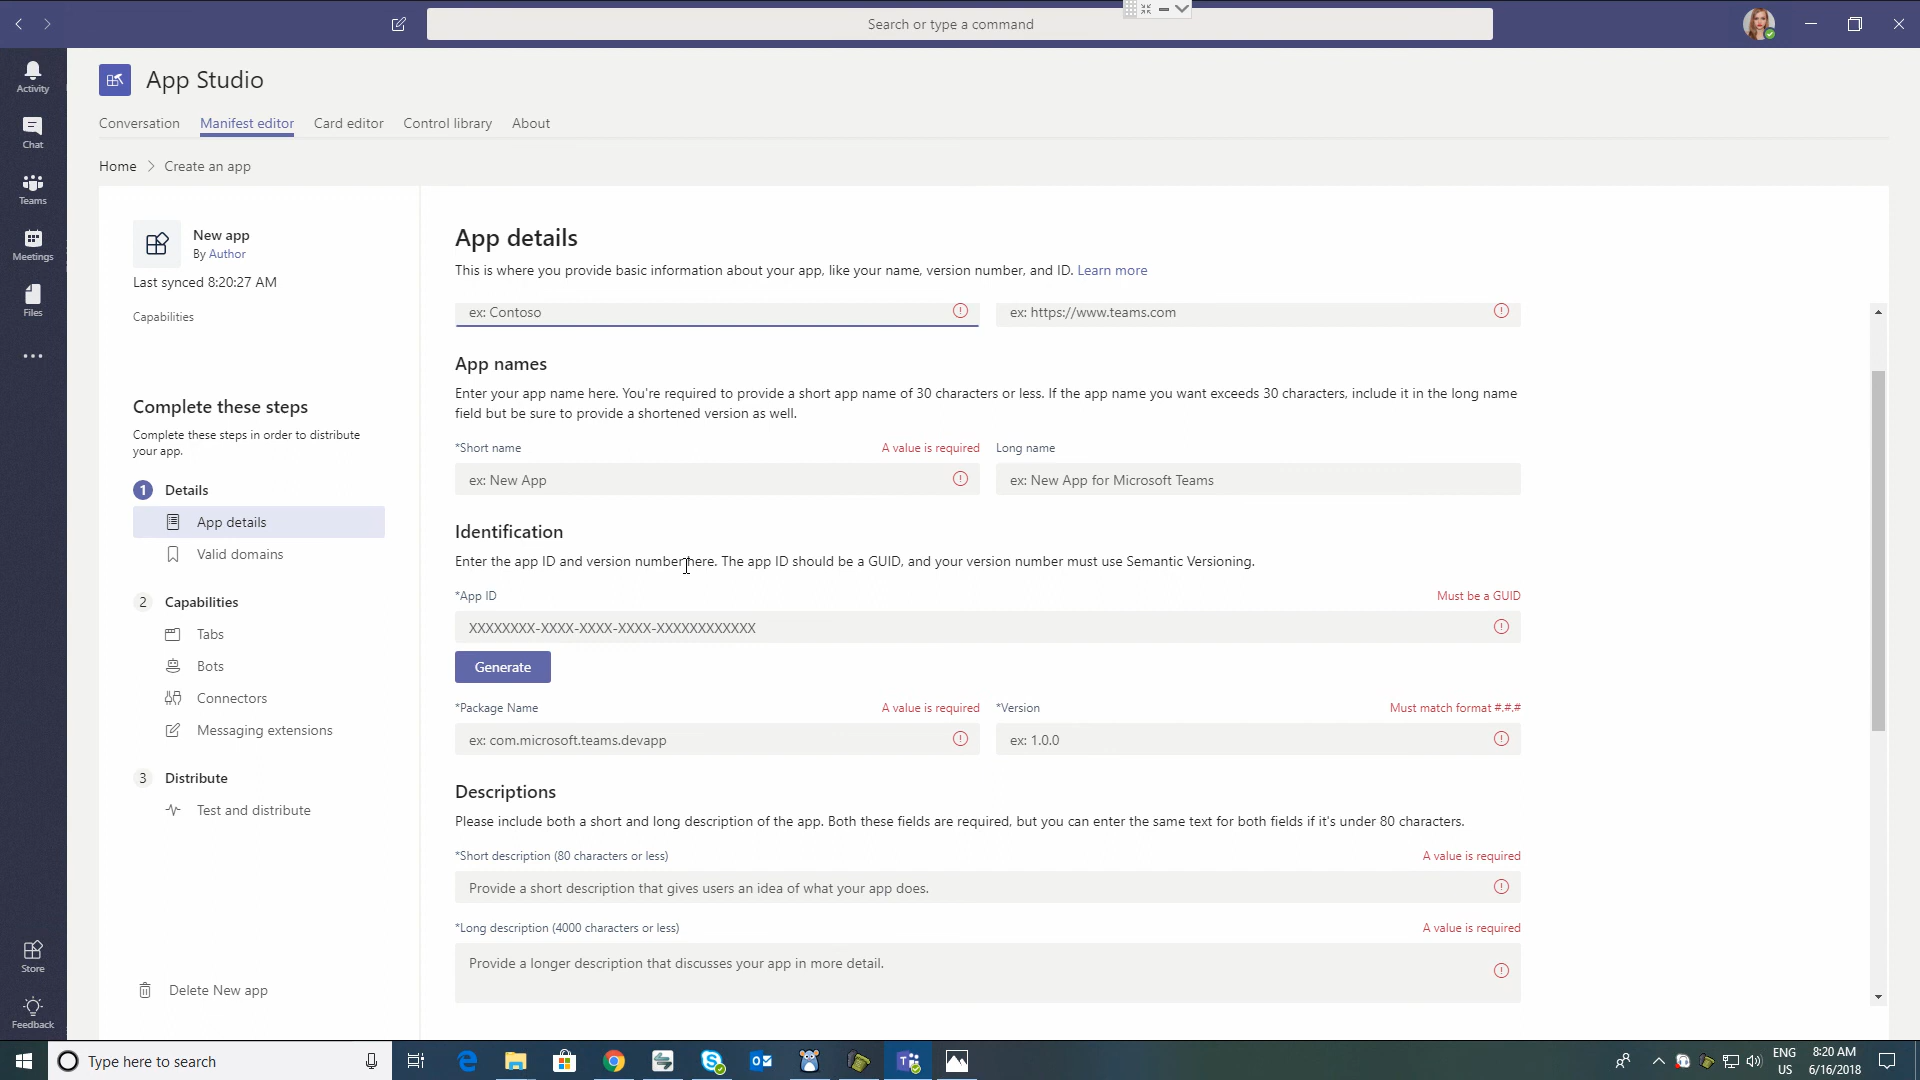 Search or type a command
Activity
Chat
Teams
Meetings
Files
Store
Feedback
App Studio
Conversation Manifest editor Card editor Control library About
Home > Create an app
New app
By Author
Last synced 8:20:27 AM
Capabilities
Complete these steps
Complete these steps in order to distribute
your app.
1 Details
App details
Valid domains
2 Capabilities
Tabs
Bots
Connectors
Messaging extensions
3 Distribute
Test and distribute
Delete New app
App details
This is where you provide basic information about your app, like your name, version number, and ID. Learn more
ex: Contoso
ex: https://www.teams.com
App names
Enter your app name here. You're required to provide a short app name of 30 characters or less. If the app name you want exceeds 30 characters, include it in the long name
field but be sure to provide a shortened version as well.
*Short name A value is required Long name
ex: New App
ex: New App for Microsoft Teams
Identification
Enter the app ID and version number here. The app ID should be a GUID, and your version number must use Semantic Versioning.
*App ID Must be a GUID
XXXXXXXX-XXXX-XXXX-XXXX-XXXXXXXXXXXX
Generate
*Package Name A value is required *Version Must match format #.#.#
ex: com.microsoft.teams.devapp
ex: 1.0.0
Descriptions
Please include both a short and long description of the app. Both these fields are required, but you can enter the same text for both fields if it's under 80 characters.
*Short description (80 characters or less) A value is required
Provide a short description that gives users an idea of what your app does.
*Long description (4000 characters or less) A value is required
Provide a longer description that discusses your app in more detail.
Type here to search
ENG
US
8:20 AM
6/16/2018